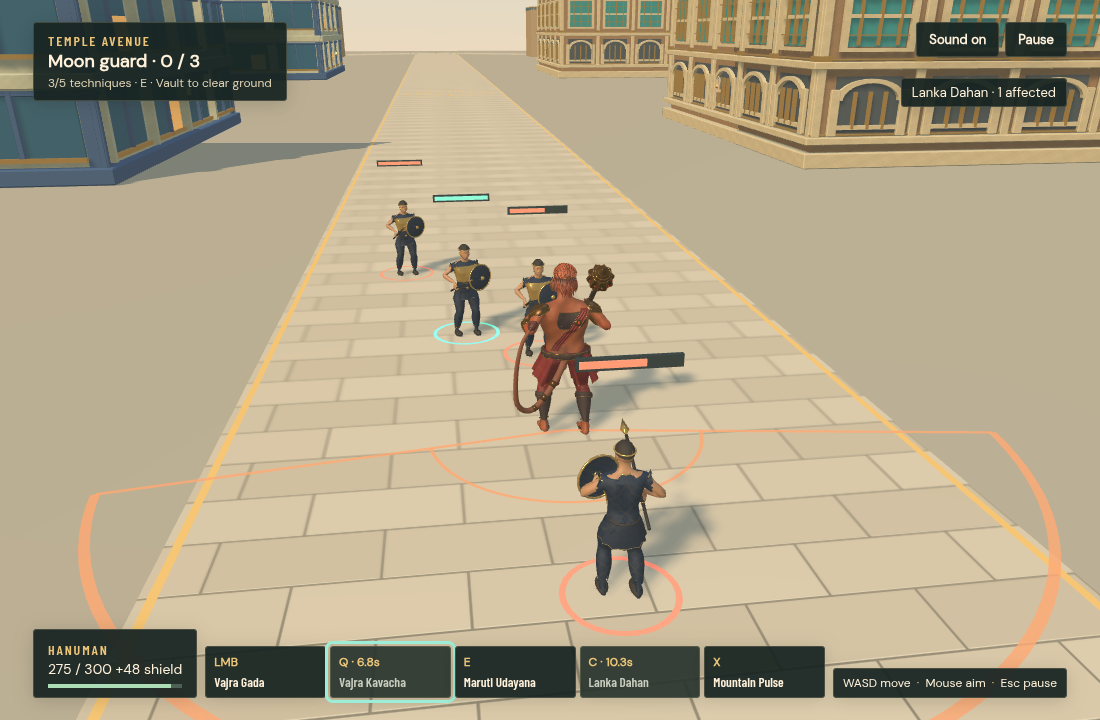 TEMPLE AVENUE
Moon guard · 0 / 3
3/5 techniques · E · Vault to clear ground
Sound on
Pause
Lanka Dahan · 1 affected
HANUMAN
275 / 300 +48 shield
LMB
Vajra Gada
Q · 6.8s
Vajra Kavacha
E
Maruti Udayana
C · 10.3s
Lanka Dahan
X
Mountain Pulse
WASD move · Mouse aim · Esc pause